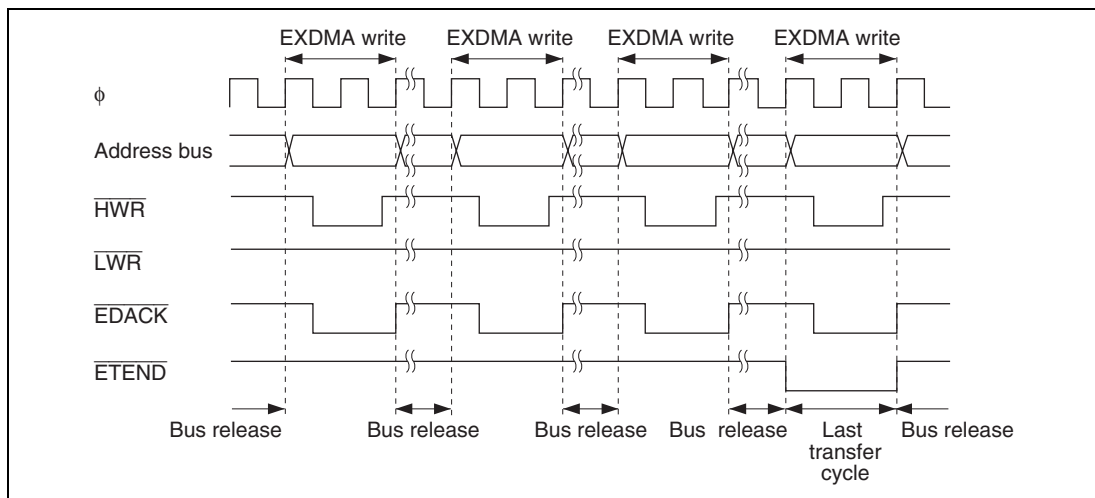 EXDMA write EXDMA write EXDMA write EXDMA write
ϕ
Address bus
HWR
LWR
EDACK
ETEND
Bus release Bus release Bus release Bus release Last transfer cycle Bus release